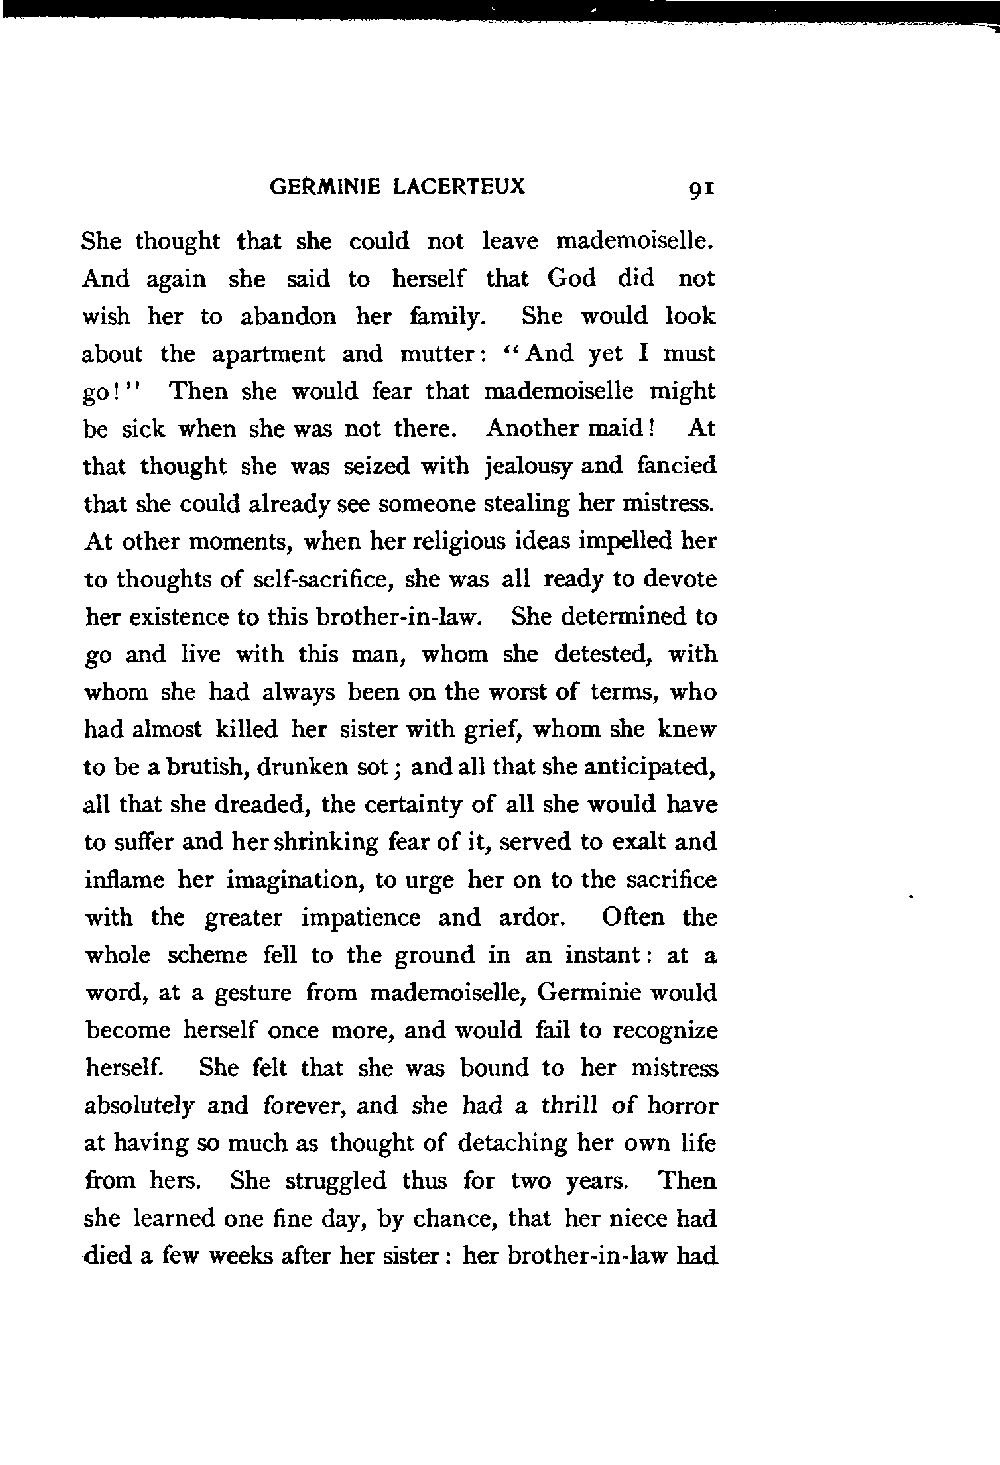 GERMINIE LACERTEUX 91
She thought that she could not leave mademoiselle.
And again she said to herself that God did not
wish her to abandon her family. She would look
about the apartment and mutter: “And yet I must
go!” Then she would fear that mademoiselle might
be sick when she was not there. Another maid! At
that thought she was seized with jealousy and fancied
that she could already see someone stealing her mistress.
At other moments, when her religious ideas impelled her
to thoughts of self-sacrifice, she was all ready to devote
her existence to this brother-in-law. She determined to
go and live with this man, whom she detested, with
whom she had always been on the worst of terms, who
had almost killed her sister with grief, whom she knew
to be a brutish, drunken sot; and all that she anticipated,
all that she dreaded, the certainty of all she would have
to suffer and her shrinking fear of it, served to exalt and
inflame her imagination, to urge her on to the sacrifice
with the greater impatience and ardor. Often the
whole scheme fell to the ground in an instant: at a
word, at a gesture from mademoiselle, Germinie would
become herself once more, and would fail to recognize
herself. She felt that she was bound to her mistress
absolutely and forever, and she had a thrill of horror
at having so much as thought of detaching her own life
from hers. She struggled thus for two years. Then
she learned one fine day, by chance, that her niece had
died a few weeks after her sister: her brother-in-law had